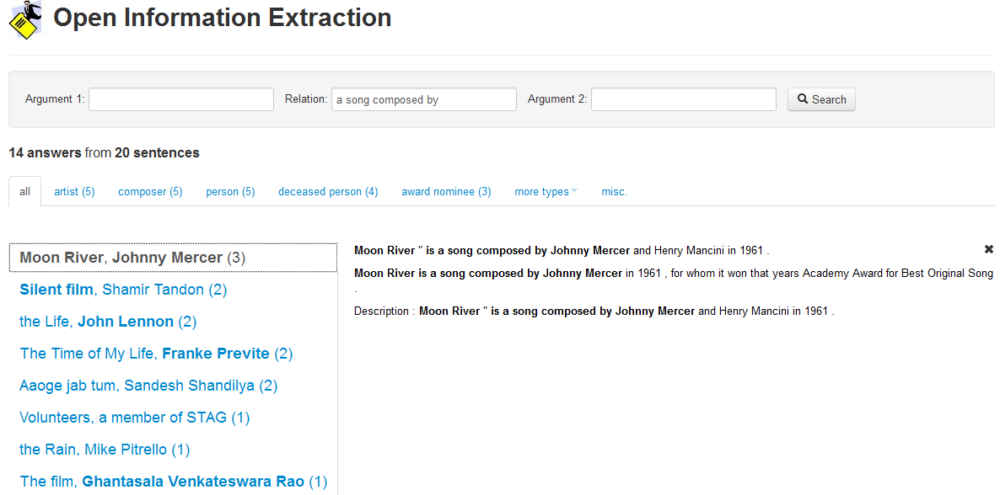 Open Information Extraction
Argument 1: Relation: a song composed by Argument 2: Search
14 answers from 20 sentences
all artist (5) composer (5) person (5) deceased person (4) award nominee (3) more types misc.
Moon River, Johnny Mercer (3)
Silent film, Shamir Tandon (2)
the Life, John Lennon (2)
The Time of My Life, Franke Previte (2)
Aaoge jab tum, Sandesh Shandilya (2)
Volunteers, a member of STAG (1)
the Rain, Mike Pitrello (1)
The film, Ghantasala Venkateswara Rao (1)
Moon River " is a song composed by Johnny Mercer and Henry Mancini in 1961 .
Moon River is a song composed by Johnny Mercer in 1961 , for whom it won that years Academy Award for Best Original Song
.
Description : Moon River " is a song composed by Johnny Mercer and Henry Mancini in 1961 .